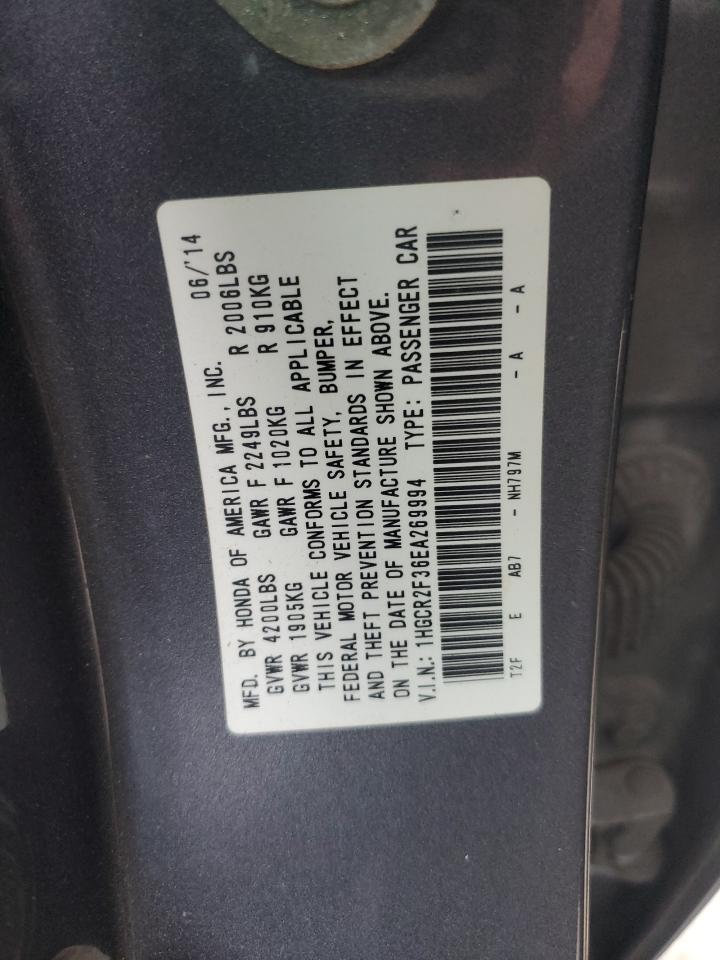 MFD. BY HONDA OF AMERICA MFG., INC. 06/'14
GVWR 4200LBS GAWR F 2249LBS R 2006LBS
GVWR 1905KG GAWR F 1020KG R 910KG
THIS VEHICLE CONFORMS TO ALL APPLICABLE
FEDERAL MOTOR VEHICLE SAFETY, BUMPER,
AND THEFT PREVENTION STANDARDS IN EFFECT
ON THE DATE OF MANUFACTURE SHOWN ABOVE.
V.I.N.: 1HGCR2F36EA269994 TYPE: PASSENGER CAR
T2F E AB7 - NH797M - A - A